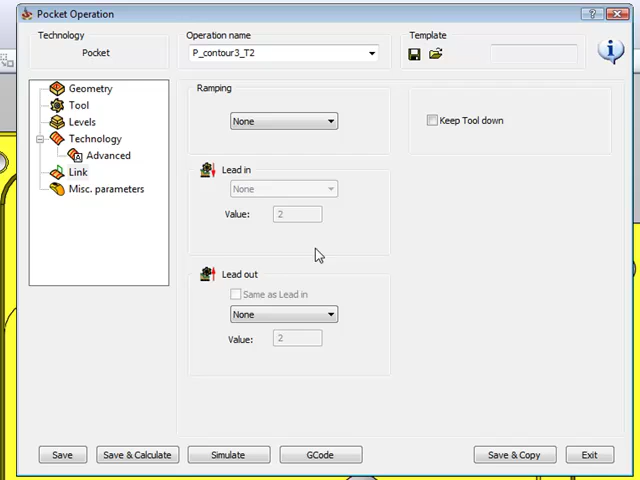 Pocket Operation
Technology
Pocket
Operation name
P_contour3_T2
Template
Geometry
Tool
Levels
Technology
Advanced
Link
Misc. parameters
Ramping
None
Keep Tool down
Lead in
None
Value: 2
Lead out
Same as Lead in
None
Value: 2
Save
Save & Calculate
Simulate
GCode
Save & Copy
Exit